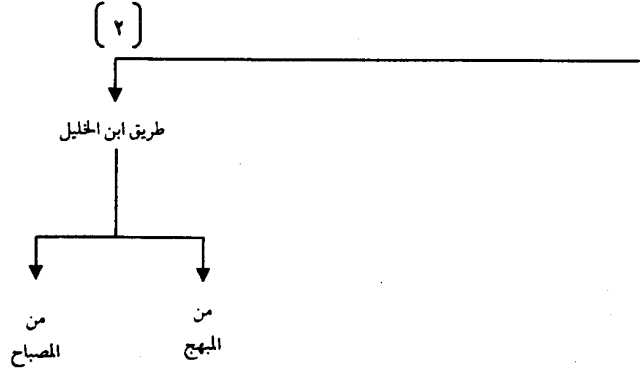 [ ٢ ]
طريق ابن الخليل
من
المبهج
من
المصباح